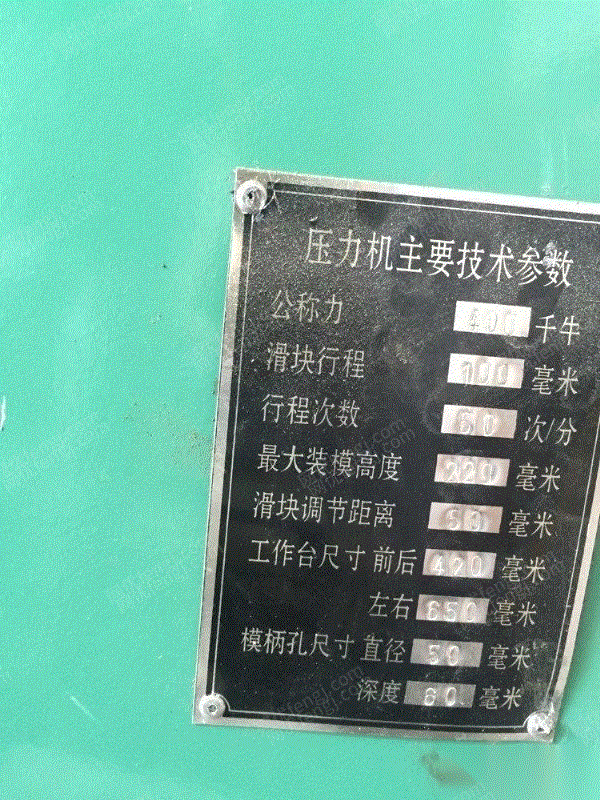 压力机主要技术参数
公称力 400 千牛
滑块行程 100 毫米
行程次数 60 次/分
最大装模高度 220 毫米
滑块调节距离 50 毫米
工作台尺寸 前后 420 毫米
左右 650 毫米
模柄孔尺寸 直径 50 毫米
深度 60 毫米